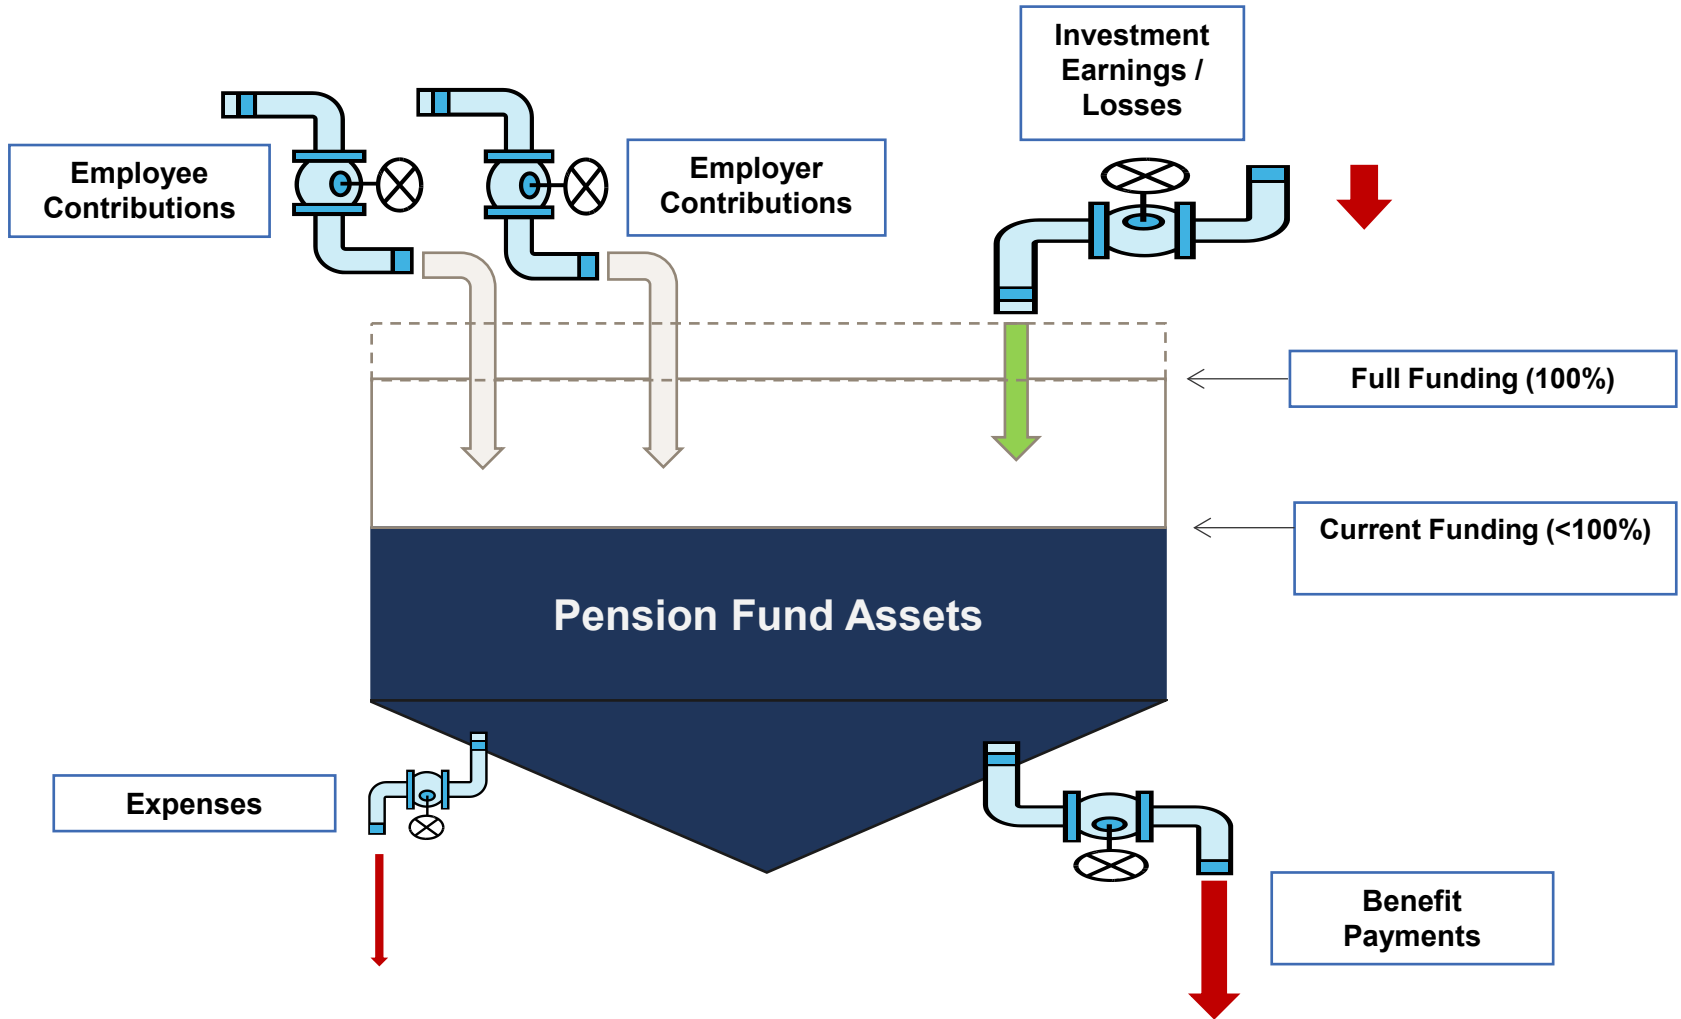 Investment
Earnings /
Losses
Employee
Contributions
Employer
Contributions
Full Funding (100%)
Current Funding (<100%)
Pension Fund Assets
Expenses
Benefit
Payments